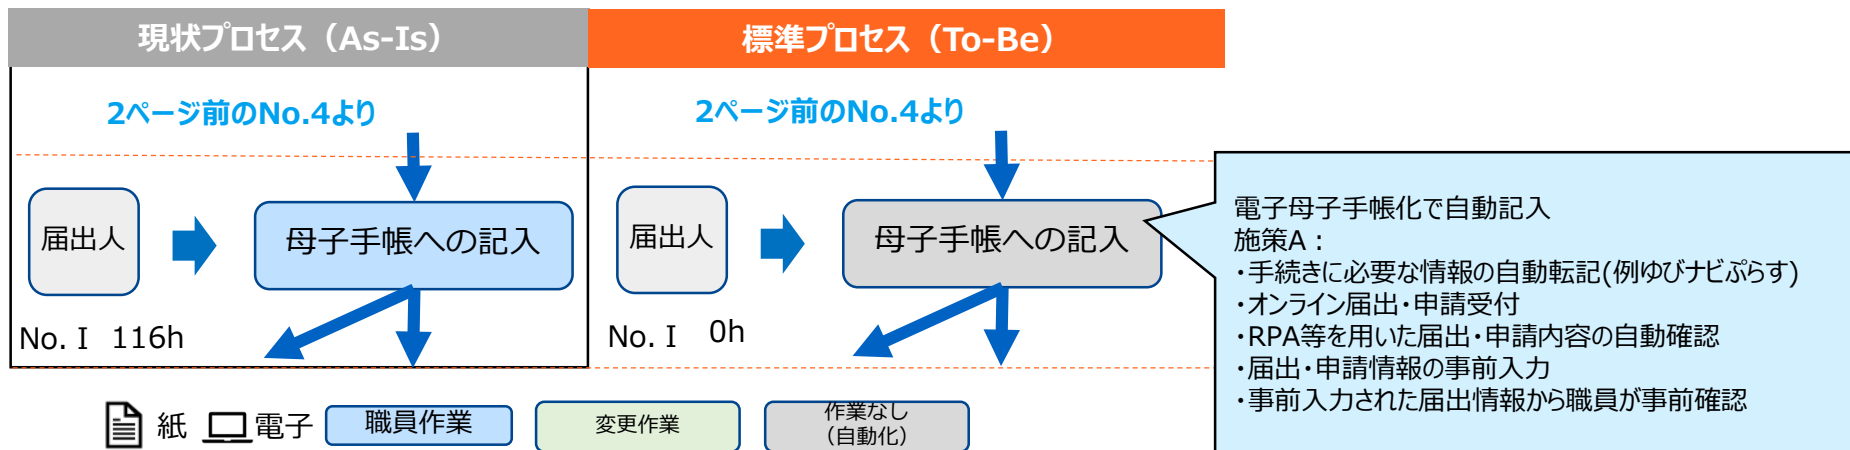 現状プロセス（As-Is）
標準プロセス（To-Be）
2ページ前のNo.4より
2ページ前のNo.4より
届出人
母子手帳への記入
No. I 116h
届出人
母子手帳への記入
No. I 0h
電子母子手帳化で自動記入
施策A：
・手続きに必要な情報の自動転記(例ゆびナビぷらす)
・オンライン届出・申請受付
・RPA等を用いた届出・申請内容の自動確認
・届出・申請情報の事前入力
・事前入力された届出情報から職員が事前確認
紙
電子
職員作業
変更作業
作業なし
（自動化）